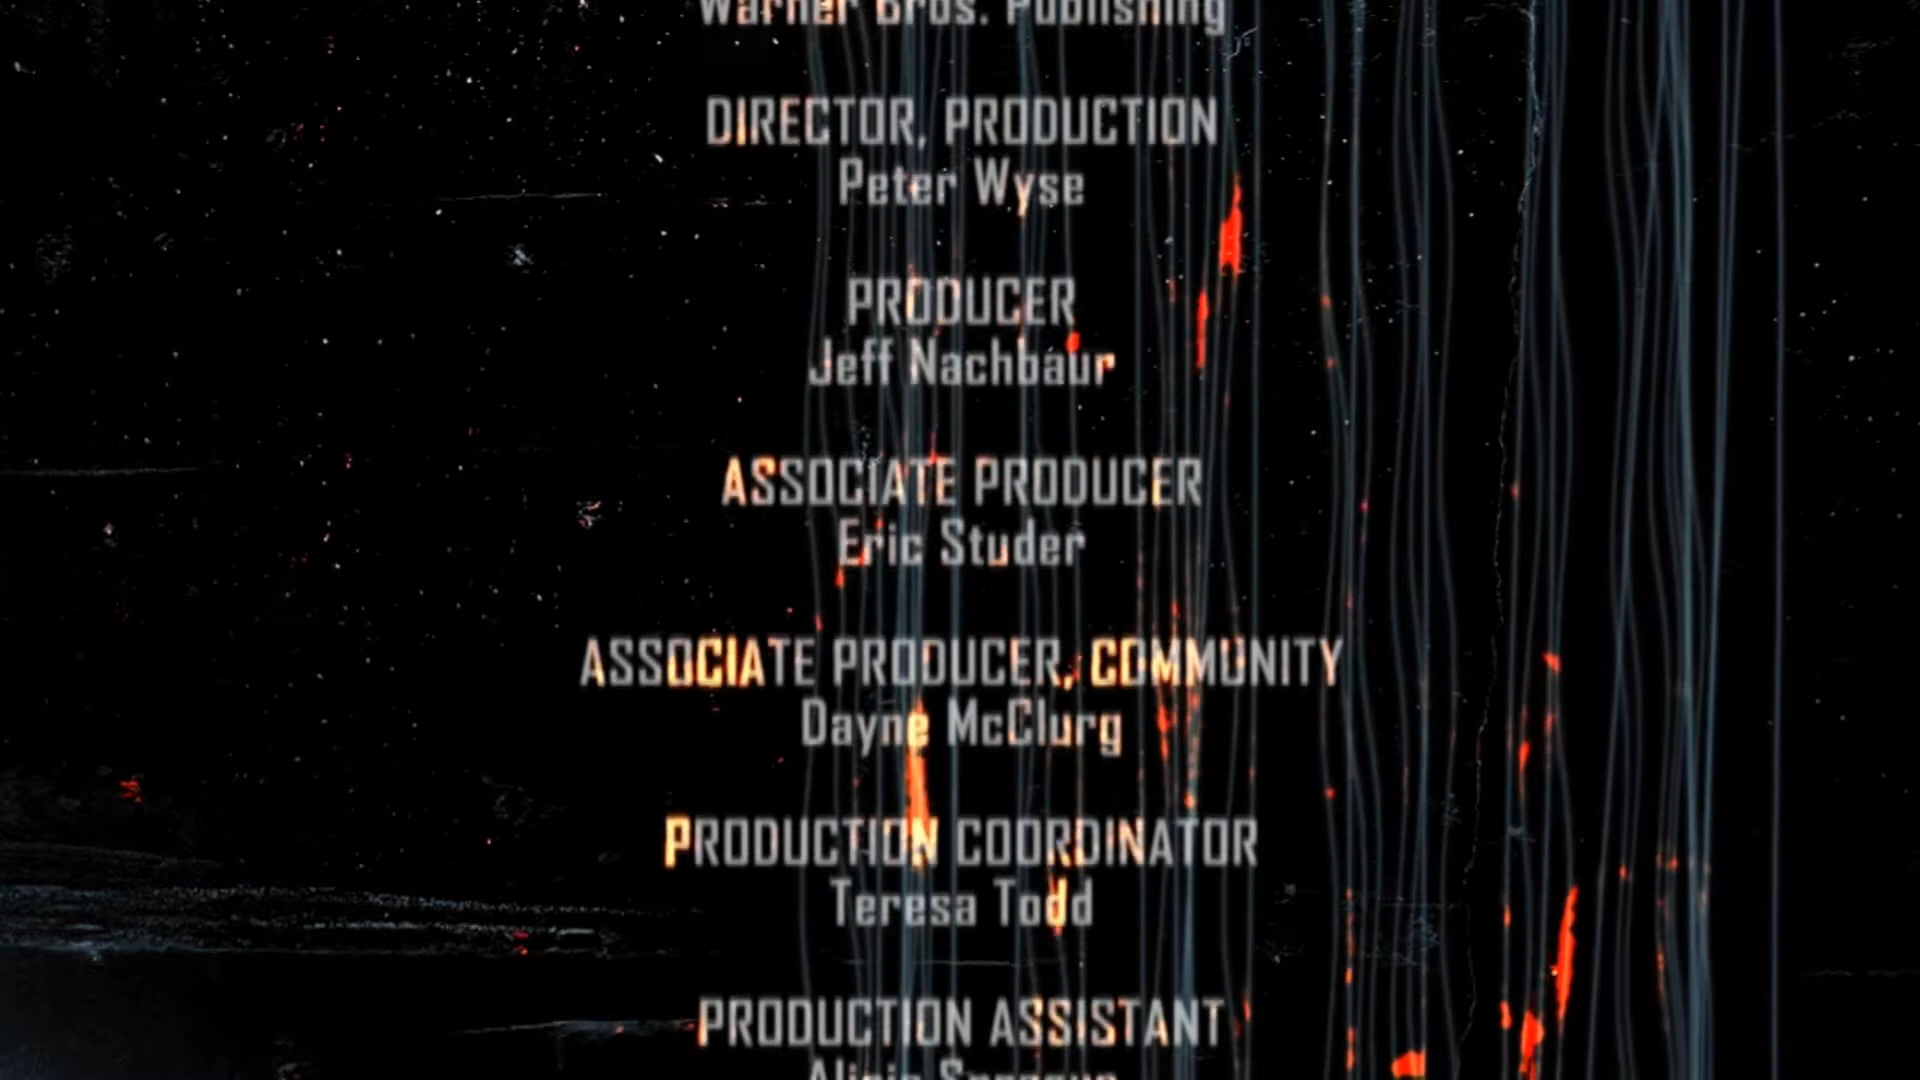 Warner Bros. Publishing
DIRECTOR, PRODUCTION
Peter Wyse
PRODUCER
Jeff Nachbaur
ASSOCIATE PRODUCER
Eric Studer
ASSOCIATE PRODUCER, COMMUNITY
Dayne McClurg
PRODUCTION COORDINATOR
Teresa Todd
PRODUCTION ASSISTANT